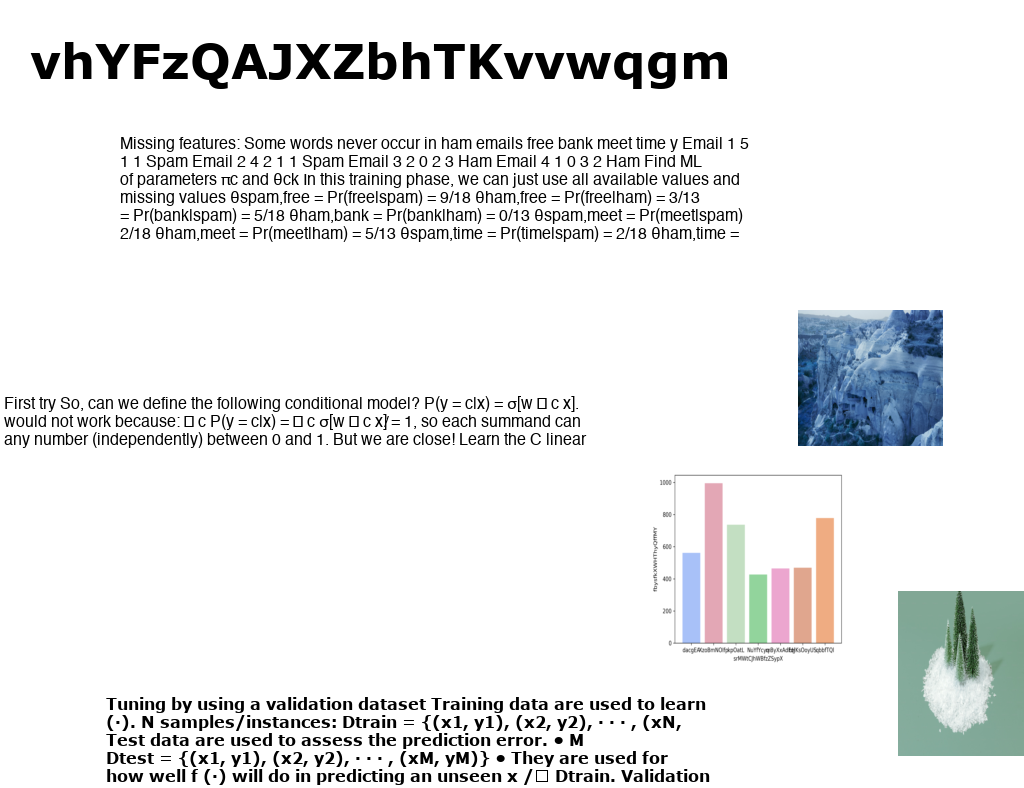 vhYFzQAJXZbhTKvvwqgm
Missing features: Some words never occur in ham emails free bank meet time y Email 1 5
1 1 Spam Email 2 4 2 1 1 Spam Email 3 2 0 2 3 Ham Email 4 1 0 3 2 Ham Find ML
of parameters πc and θck In this training phase, we can just use all available values and
missing values θspam,free = Pr(free|spam) = 9/18 θham,free = Pr(free|ham) = 3/13
= Pr(bank|spam) = 5/18 θham,bank = Pr(bank|ham) = 0/13 θspam,meet = Pr(meet|spam)
2/18 θham,meet = Pr(meet|ham) = 5/13 θspam,time = Pr(time|spam) = 2/18 θham,time =
First try So, can we define the following conditional model? P(y = c|x) = σ[w □ c x].
would not work because: □ c P(y = c|x) = □ c σ[w □ c x]̸ = 1, so each summand can
any number (independently) between 0 and 1. But we are close! Learn the C linear
1000
800
600
400
200
0
srMWtCJhWBfzZSypX
Tuning by using a validation dataset Training data are used to learn
(·). N samples/instances: Dtrain = {(x1, y1), (x2, y2), · · · , (xN,
Test data are used to assess the prediction error. • M
Dtest = {(x1, y1), (x2, y2), · · · , (xM, yM)} • They are used for
how well f (·) will do in predicting an unseen x /□ Dtrain. Validation